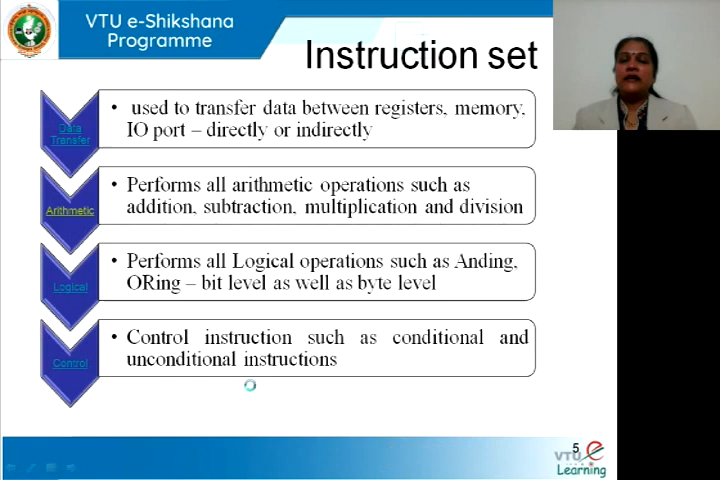 VTU e-Shikshana
Programme
Instruction set
Data
Transfer
• used to transfer data between registers, memory,
IO port – directly or indirectly
Arithmetic
• Performs all arithmetic operations such as
addition, subtraction, multiplication and division
Logical
• Performs all Logical operations such as Anding,
ORing – bit level as well as byte level
Control
• Control instruction such as conditional and
unconditional instructions
5
VTU e
Learning